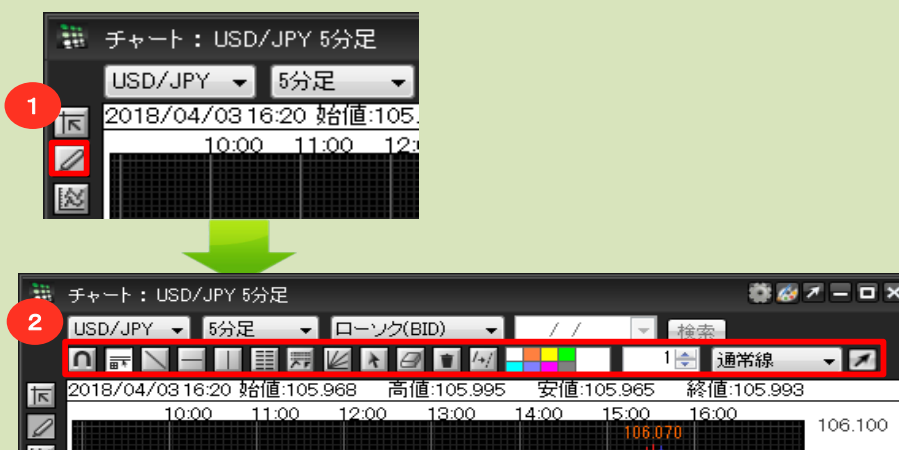 チャート： USD/JPY 5分足
USD/JPY 5分足
1
2018/04/03 16:20 始値:105.
10:00 11:00 12:
チャート： USD/JPY 5分足
2
USD/JPY 5分足 ローソク(BID) / / 検索
1 通常線
2018/04/03 16:20 始値:105.968 高値:105.995 安値:105.965 終値:105.993
10:00 11:00 12:00 13:00 14:00 15:00 16:00
106.100
106.070